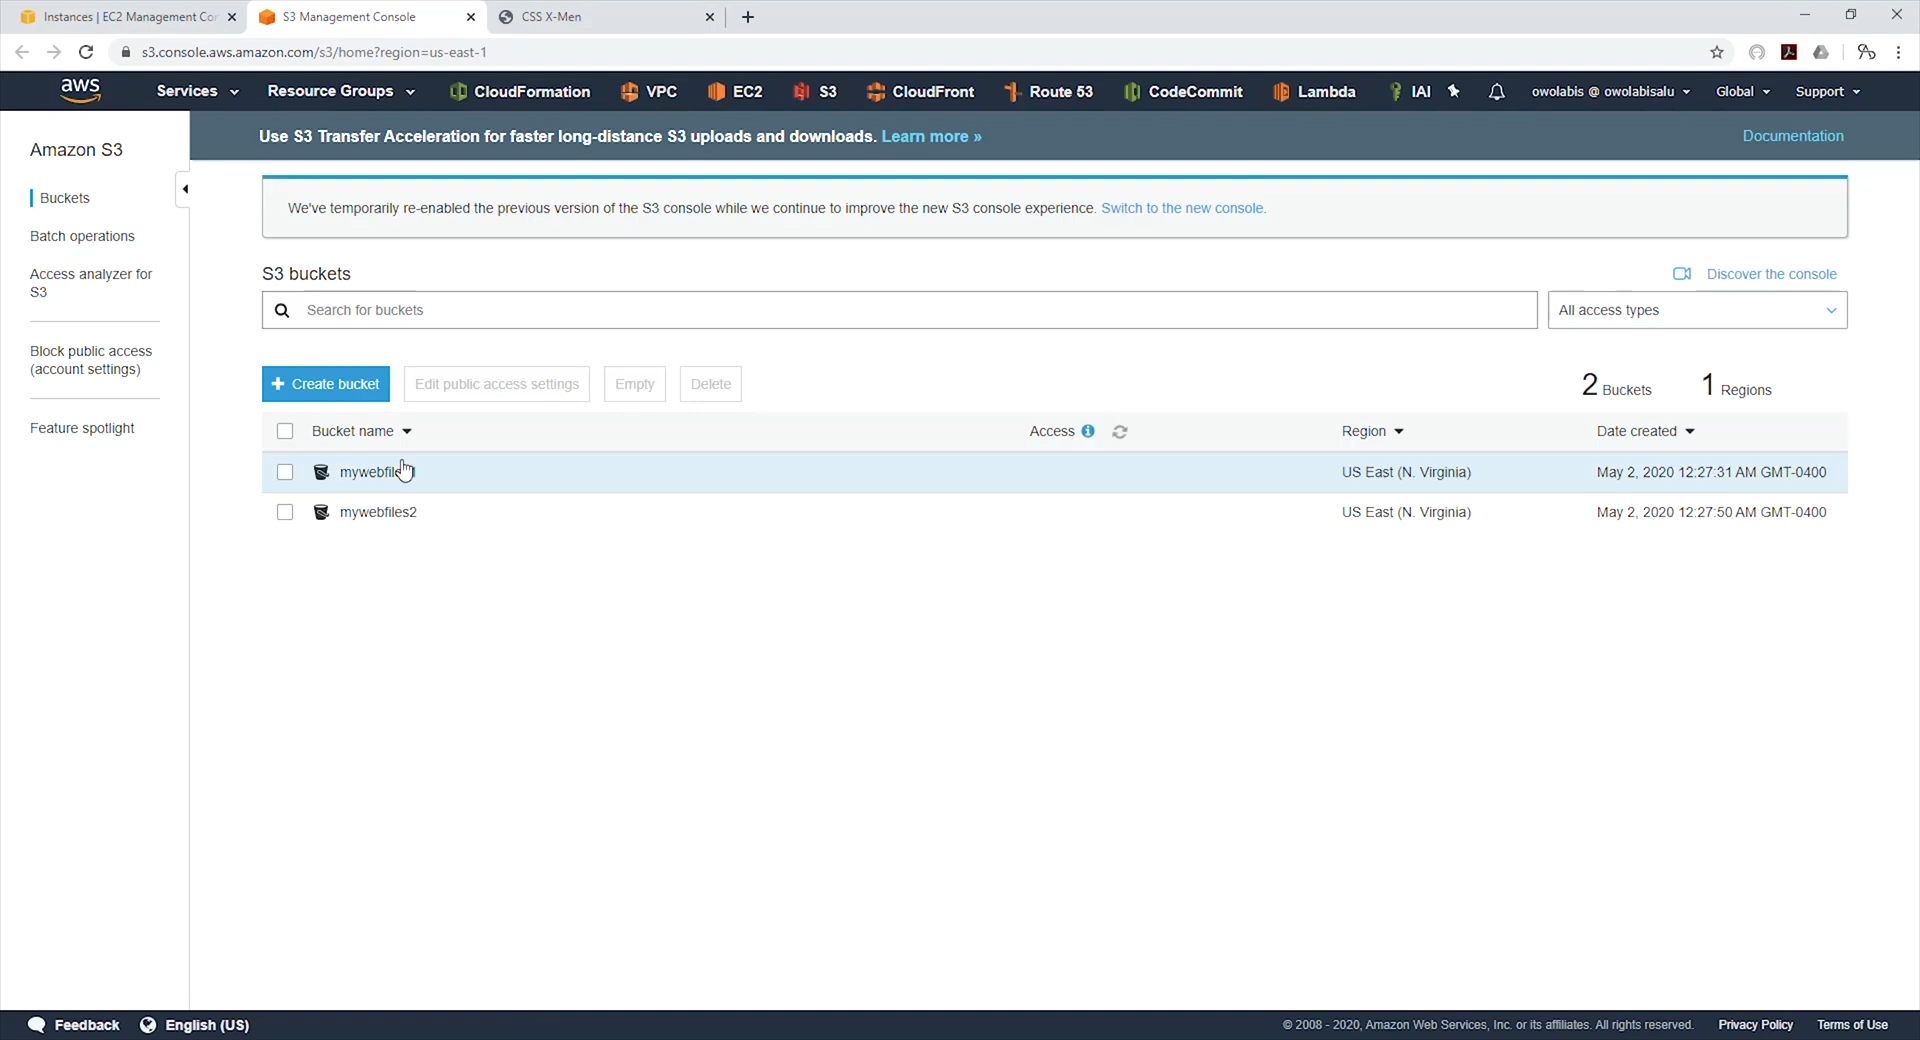 Instances | EC2 Management Con
S3 Management Console
CSS X-Men
s3.console.aws.amazon.com/s3/home?region=us-east-1
aws
Services
Resource Groups
CloudFormation
VPC
EC2
S3
CloudFront
Route 53
CodeCommit
Lambda
IAI
owolabis @ owolabisalu
Global
Support
Use S3 Transfer Acceleration for faster long-distance S3 uploads and downloads. Learn more »
Documentation
Amazon S3
Buckets
Batch operations
Access analyzer for
S3
Block public access
(account settings)
Feature spotlight
We've temporarily re-enabled the previous version of the S3 console while we continue to improve the new S3 console experience. Switch to the new console.
S3 buckets
Discover the console
Search for buckets
All access types
+ Create bucket
Edit public access settings
Empty
Delete
2 Buckets
1 Regions
Bucket name
Access
Region
Date created
US East (N. Virginia)
May 2, 2020 12:27:31 AM GMT-0400
mywebfiles2
US East (N. Virginia)
May 2, 2020 12:27:50 AM GMT-0400
Feedback
English (US)
© 2008 - 2020, Amazon Web Services, Inc. or its affiliates. All rights reserved.
Privacy Policy
Terms of Use